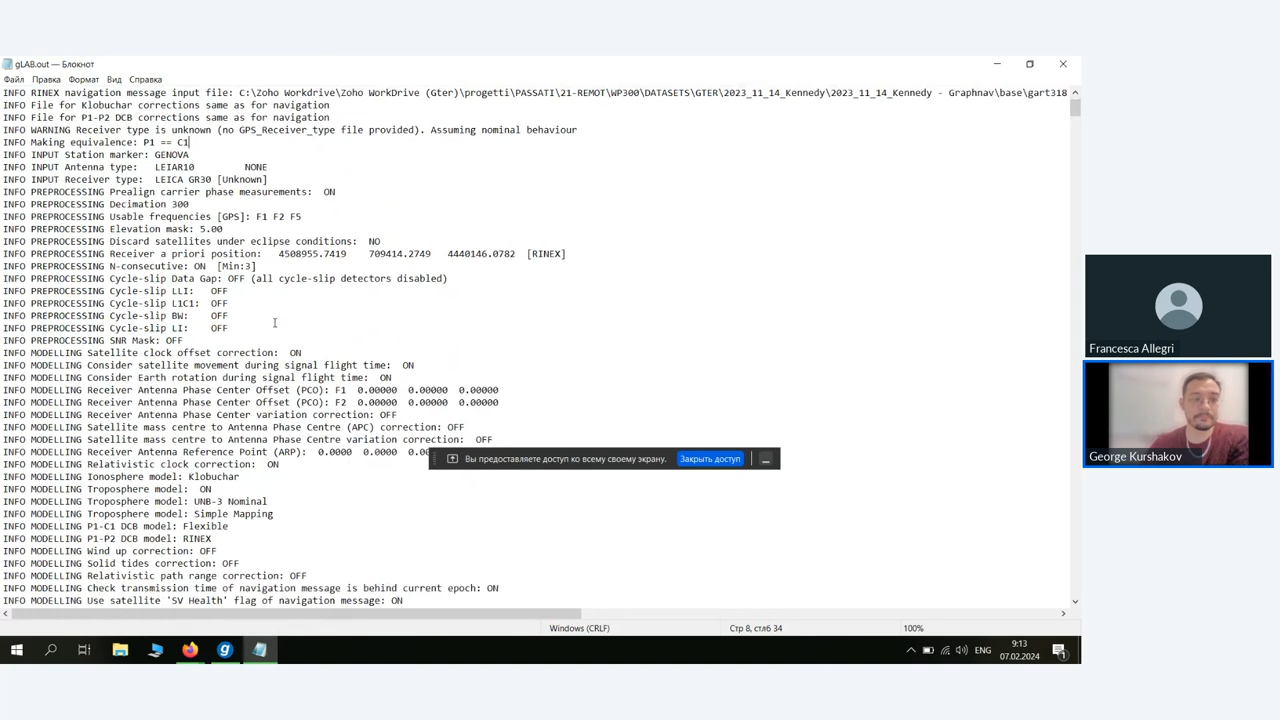 gLAB.out — Блокнот
Файл Правка Формат Вид Справка
INFO RINEX navigation message input file: C:\Zoho Workdrive\Zoho WorkDrive (Gter)\progetti\PASSATI\21-REMOT\WP300\DATASETS\GTER\2023_11_14_Kennedy\2023_11_14_Kennedy - Graphnav\base\gart318
INFO File for Klobuchar corrections same as for navigation
INFO File for P1-P2 DCB corrections same as for navigation
INFO WARNING Receiver type is unknown (no GPS_Receiver_type file provided). Assuming nominal behaviour
INFO Making equivalence: P1 == C1
INFO INPUT Station marker: GENOVA
INFO INPUT Antenna type: LEIAR10 NONE
INFO INPUT Receiver type: LEICA GR30 [Unknown]
INFO PREPROCESSING Prealign carrier phase measurements: ON
INFO PREPROCESSING Decimation 300
INFO PREPROCESSING Usable frequencies [GPS]: F1 F2 F5
INFO PREPROCESSING Elevation mask: 5.00
INFO PREPROCESSING Discard satellites under eclipse conditions: NO
INFO PREPROCESSING Receiver a priori position: 4508955.7419 709414.2749 4440146.0782 [RINEX]
INFO PREPROCESSING N-consecutive: ON [Min:3]
INFO PREPROCESSING Cycle-slip Data Gap: OFF (all cycle-slip detectors disabled)
INFO PREPROCESSING Cycle-slip LLI: OFF
INFO PREPROCESSING Cycle-slip L1C1: OFF
INFO PREPROCESSING Cycle-slip BW: OFF
INFO PREPROCESSING Cycle-slip LI: OFF
INFO PREPROCESSING SNR Mask: OFF
INFO MODELLING Satellite clock offset correction: ON
INFO MODELLING Consider satellite movement during signal flight time: ON
INFO MODELLING Consider Earth rotation during signal flight time: ON
INFO MODELLING Receiver Antenna Phase Center Offset (PCO): F1 0.00000 0.00000 0.00000
INFO MODELLING Receiver Antenna Phase Center Offset (PCO): F2 0.00000 0.00000 0.00000
INFO MODELLING Receiver Antenna Phase Center variation correction: OFF
INFO MODELLING Satellite mass centre to Antenna Phase Centre (APC) correction: OFF
INFO MODELLING Satellite mass centre to Antenna Phase Centre variation correction: OFF
INFO MODELLING Receiver Antenna Reference Point (ARP): 0.0000 0.0000 0.0
Вы предоставляете доступ ко всему своему экрану. Закрыть доступ
INFO MODELLING Relativistic clock correction: ON
INFO MODELLING Ionosphere model: Klobuchar
INFO MODELLING Troposphere model: ON
INFO MODELLING Troposphere model: UNB-3 Nominal
INFO MODELLING Troposphere model: Simple Mapping
INFO MODELLING P1-C1 DCB model: Flexible
INFO MODELLING P1-P2 DCB model: RINEX
INFO MODELLING Wind up correction: OFF
INFO MODELLING Solid tides correction: OFF
INFO MODELLING Relativistic path range correction: OFF
INFO MODELLING Check transmission time of navigation message is behind current epoch: ON
INFO MODELLING Use satellite 'SV Health' flag of navigation message: ON
Windows (CRLF) Стр 8, стлб 34 100%
ENG 9:13
07.02.2024
1
Francesca Allegri
George Kurshakov